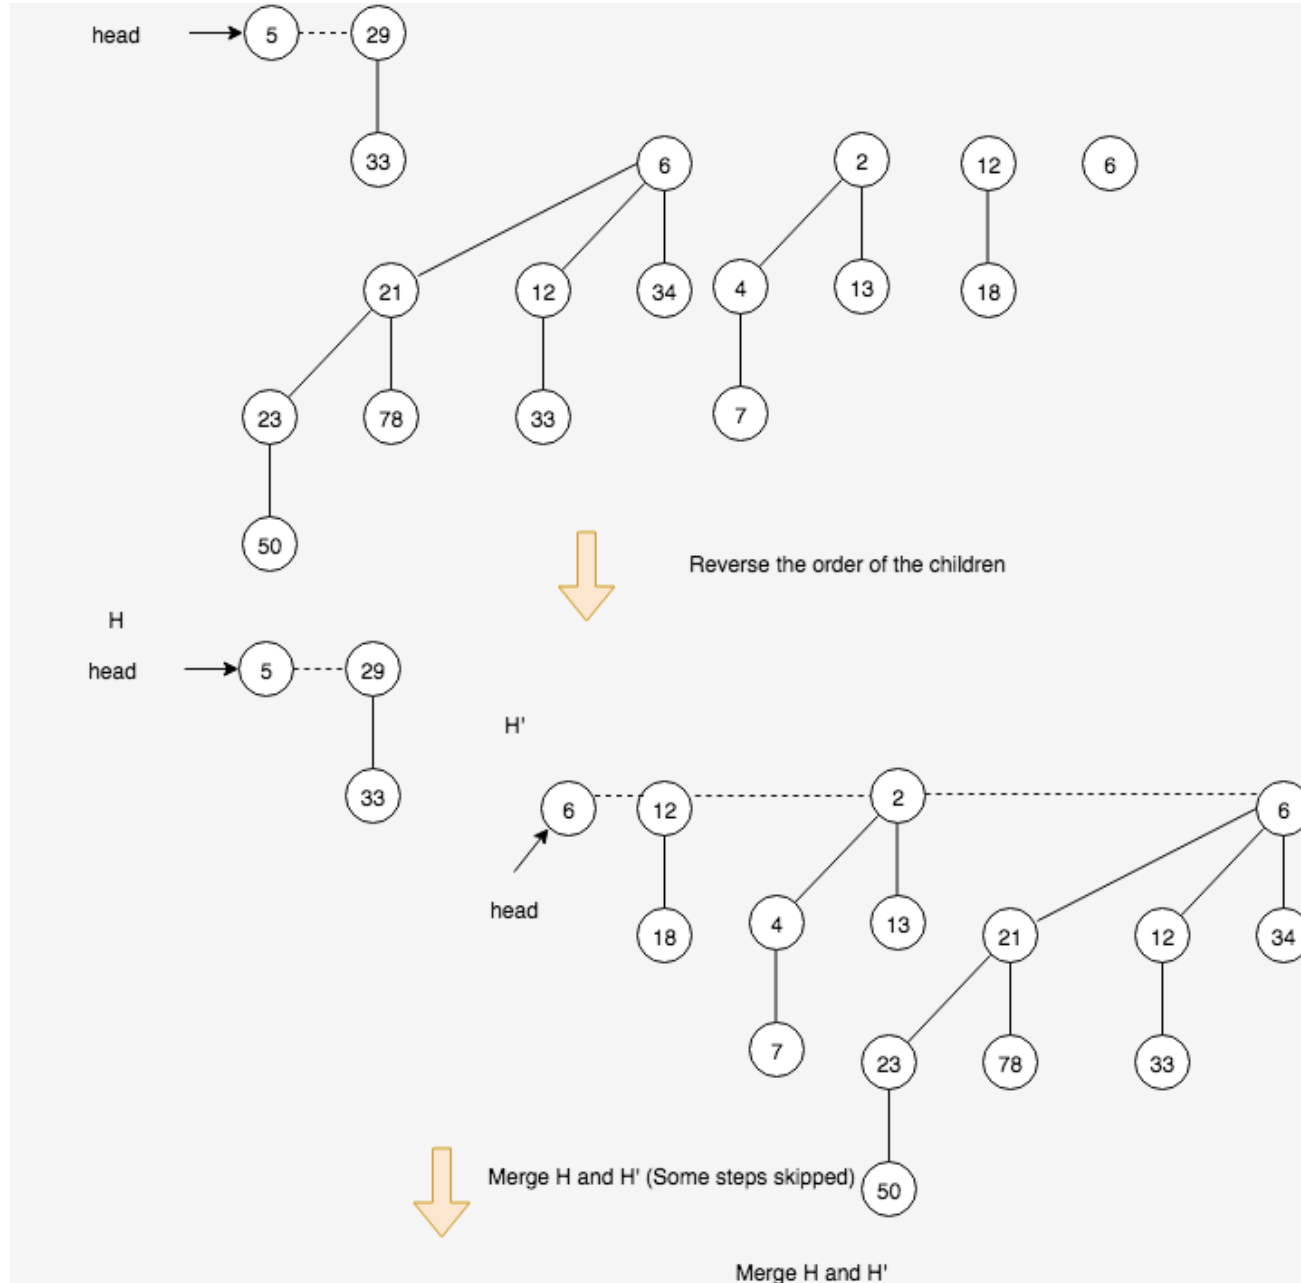 head 5 29
33 6 2 12 6
21 12 34 4 13 18
23 78 33 7
50
Reverse the order of the children
H
head 5 29
H'
33 6 12 2 6
head
18 4 13 21 12 34
7 23 78 33
Merge H and H' (Some steps skipped) 50
Merge H and H'